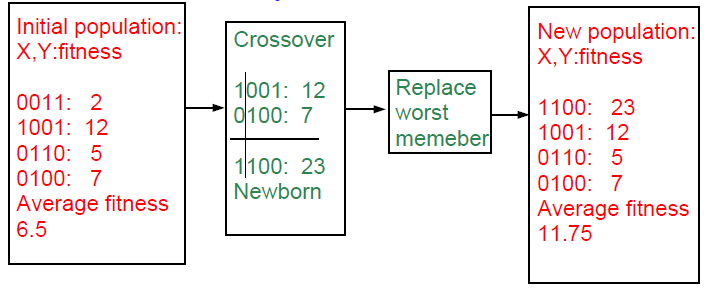 Initial population:
X,Y:fitness
0011: 2
1001: 12
0110: 5
0100: 7
Average fitness
6.5
Crossover
1001: 12
0100: 7
1100: 23
Newborn
Replace
worst
memeber
New population:
X,Y:fitness
1100: 23
1001: 12
0110: 5
0100: 7
Average fitness
11.75